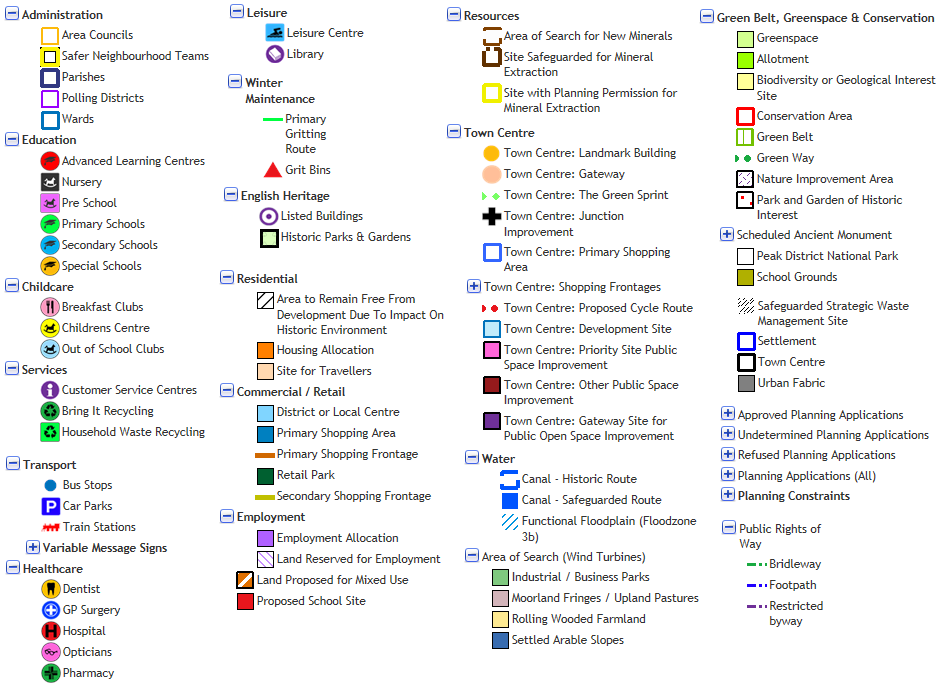 Administration
Area Councils
Safer Neighbourhood Teams
Parishes
Polling Districts
Wards
Education
Advanced Learning Centres
Nursery
Pre School
Primary Schools
Secondary Schools
Special Schools
Childcare
Breakfast Clubs
Childrens Centre
Out of School Clubs
Services
Customer Service Centres
Bring It Recycling
Household Waste Recycling
Transport
Bus Stops
Car Parks
Train Stations
Variable Message Signs
Healthcare
Dentist
GP Surgery
Hospital
Opticians
Pharmacy
Leisure
Leisure Centre
Library
Winter
Maintenance
Primary
Gritting
Route
Grit Bins
English Heritage
Listed Buildings
Historic Parks & Gardens
Residential
Area to Remain Free From
Development Due To Impact On
Historic Environment
Housing Allocation
Site for Travellers
Commercial / Retail
District or Local Centre
Primary Shopping Area
Primary Shopping Frontage
Retail Park
Secondary Shopping Frontage
Employment
Employment Allocation
Land Reserved for Employment
Land Proposed for Mixed Use
Proposed School Site
Resources
Area of Search for New Minerals
Site Safeguarded for Mineral
Extraction
Site with Planning Permission for
Mineral Extraction
Town Centre
Town Centre: Landmark Building
Town Centre: Gateway
Town Centre: The Green Sprint
Town Centre: Junction
Improvement
Town Centre: Primary Shopping
Area
Town Centre: Shopping Frontages
Town Centre: Proposed Cycle Route
Town Centre: Development Site
Town Centre: Priority Site Public
Space Improvement
Town Centre: Other Public Space
Improvement
Town Centre: Gateway Site for
Public Open Space Improvement
Water
Canal - Historic Route
Canal - Safeguarded Route
Functional Floodplain (Floodzone
3b)
Area of Search (Wind Turbines)
Industrial / Business Parks
Moorland Fringes / Upland Pastures
Rolling Wooded Farmland
Settled Arable Slopes
Green Belt, Greenspace & Conservation
Greenspace
Allotment
Biodiversity or Geological Interest
Site
Conservation Area
Green Belt
Green Way
Nature Improvement Area
Park and Garden of Historic
Interest
Scheduled Ancient Monument
Peak District National Park
School Grounds
Safeguarded Strategic Waste
Management Site
Settlement
Town Centre
Urban Fabric
Approved Planning Applications
Undetermined Planning Applications
Refused Planning Applications
Planning Applications (All)
Planning Constraints
Public Rights of
Way
Bridleway
Footpath
Restricted
byway